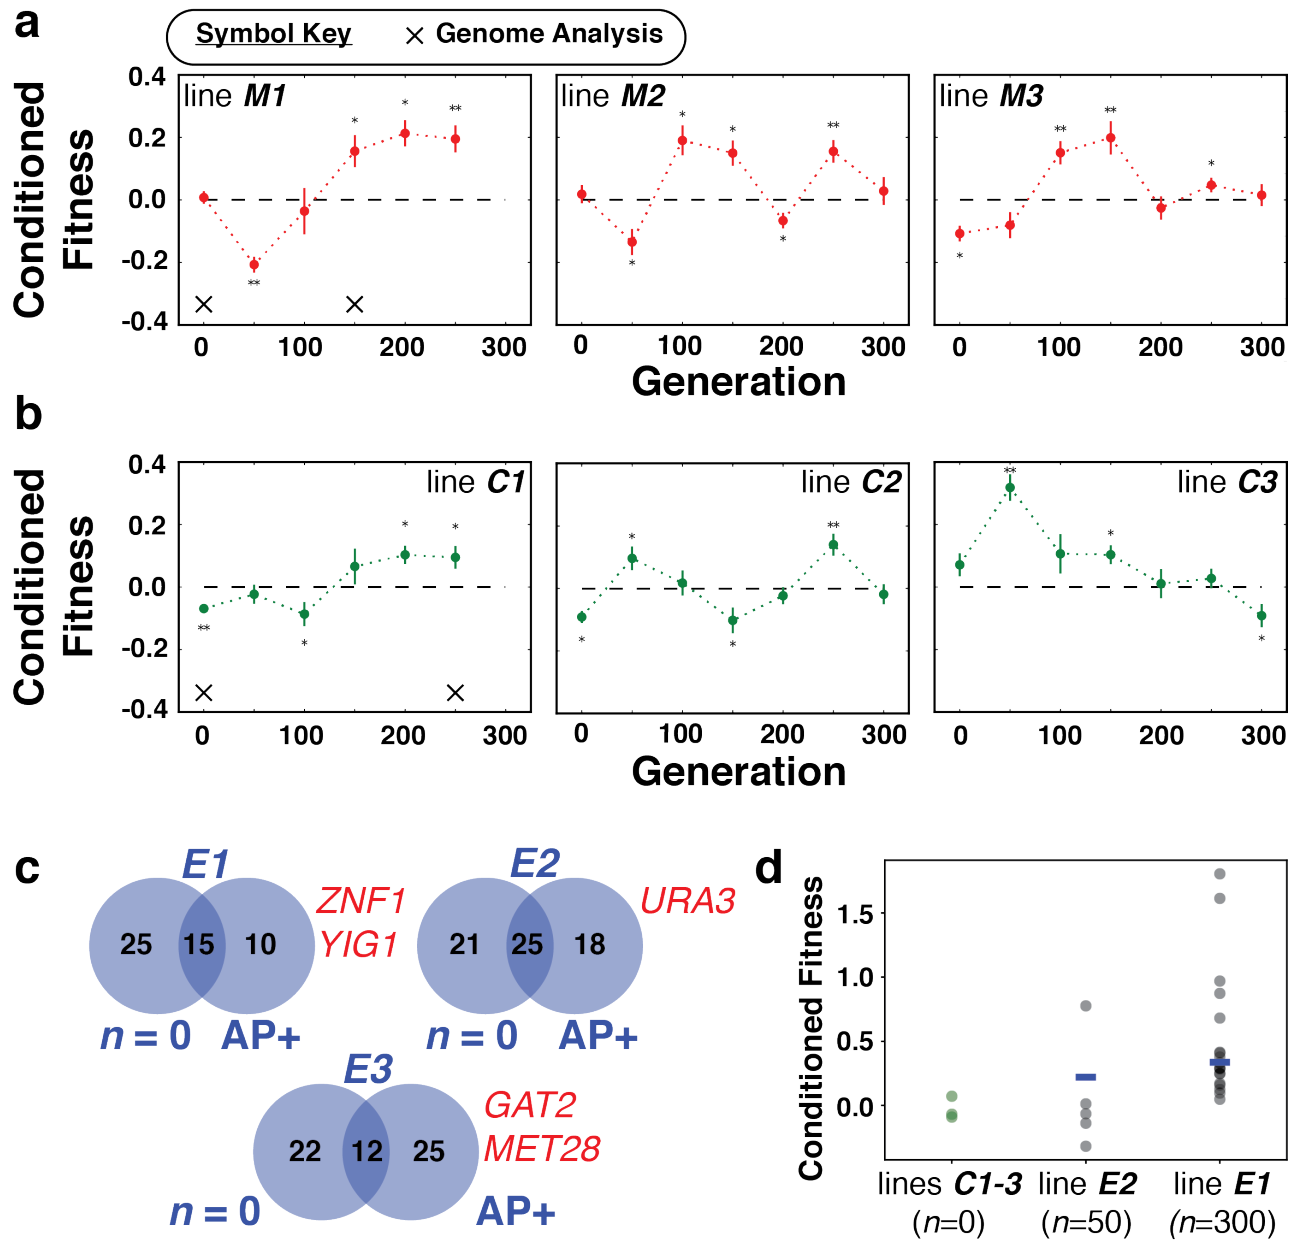 a
Symbol Key × Genome Analysis
Conditioned Fitness
0.4
0.2
0.0
-0.2
-0.4
line M1
* * **
**
× ×
0 100 200 300
line M2
* * **
* *
0 100 200 300
line M3
** ** *
*
0 100 200 300
Generation
b
Conditioned Fitness
0.4
0.2
0.0
-0.2
-0.4
line C1
* *
** *
× ×
0 100 200 300
line C2
* **
* *
0 100 200 300
line C3
** *
*
0 100 200 300
Generation
c
E1
25 15 10
ZNF1
YIG1
n = 0 AP+
E2
21 25 18
URA3
n = 0 AP+
E3
22 12 25
GAT2
MET28
n = 0 AP+
d
Conditioned Fitness
1.5
1.0
0.5
0.0
lines C1-3 line E2 line E1
(n=0) (n=50) (n=300)